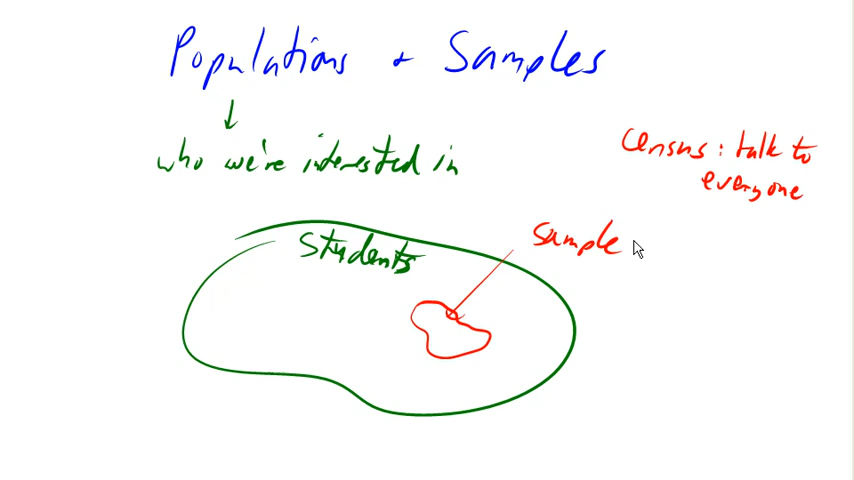 Populations + Samples
who we're interested in
Census: talk to
everyone
Students
Sample